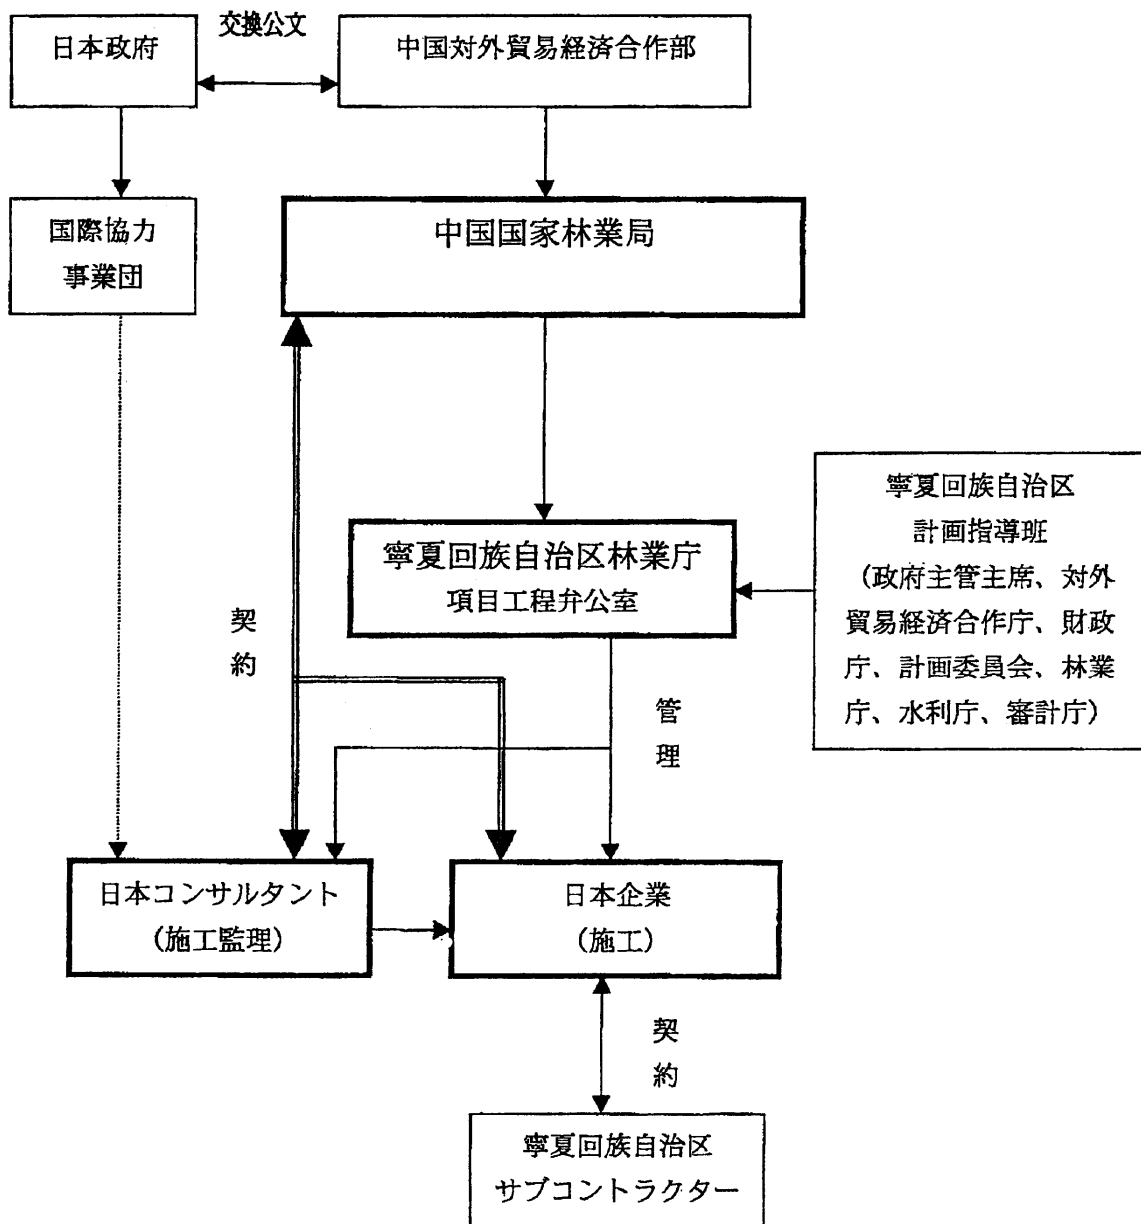 交換公文
日本政府
中国対外貿易経済合作部
国際協力
事業団
中国国家林業局
寧夏回族自治区
計画指導班
（政府主管主席、対外
貿易経済合作庁、財政
庁、計画委員会、林業
庁、水利庁、審計庁）
寧夏回族自治区林業庁
項目工程弁公室
契
約
管
理
日本コンサルタント
（施工監理）
日本企業
（施工）
契
約
寧夏回族自治区
サブコントラクター